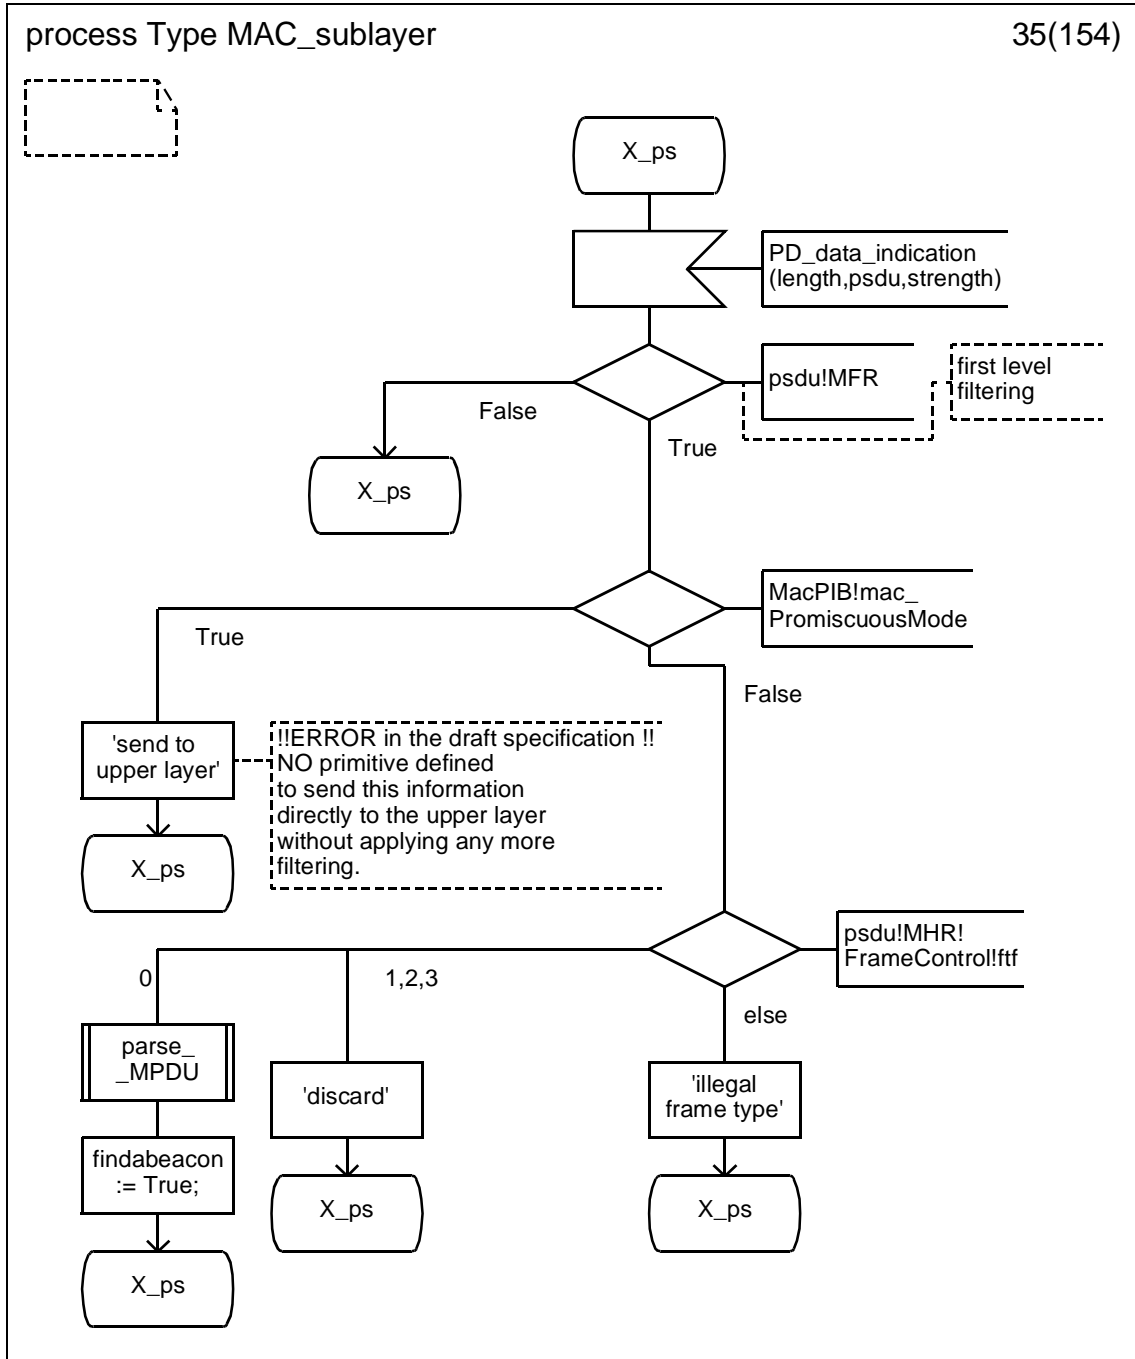 process Type MAC_sublayer
35(154)
X_ps
PD_data_indication
(length,psdu,strength)
psdu!MFR
first level
filtering
False
True
X_ps
MacPIB!mac_
PromiscuousMode
True
False
'send to
upper layer'
!!ERROR in the draft specification !!
NO primitive defined
to send this information
directly to the upper layer
without applying any more
filtering.
X_ps
psdu!MHR!
FrameControl!ftf
0
1,2,3
else
parse_
_MPDU
'discard'
'illegal
frame type'
findabeacon
:= True;
X_ps
X_ps
X_ps